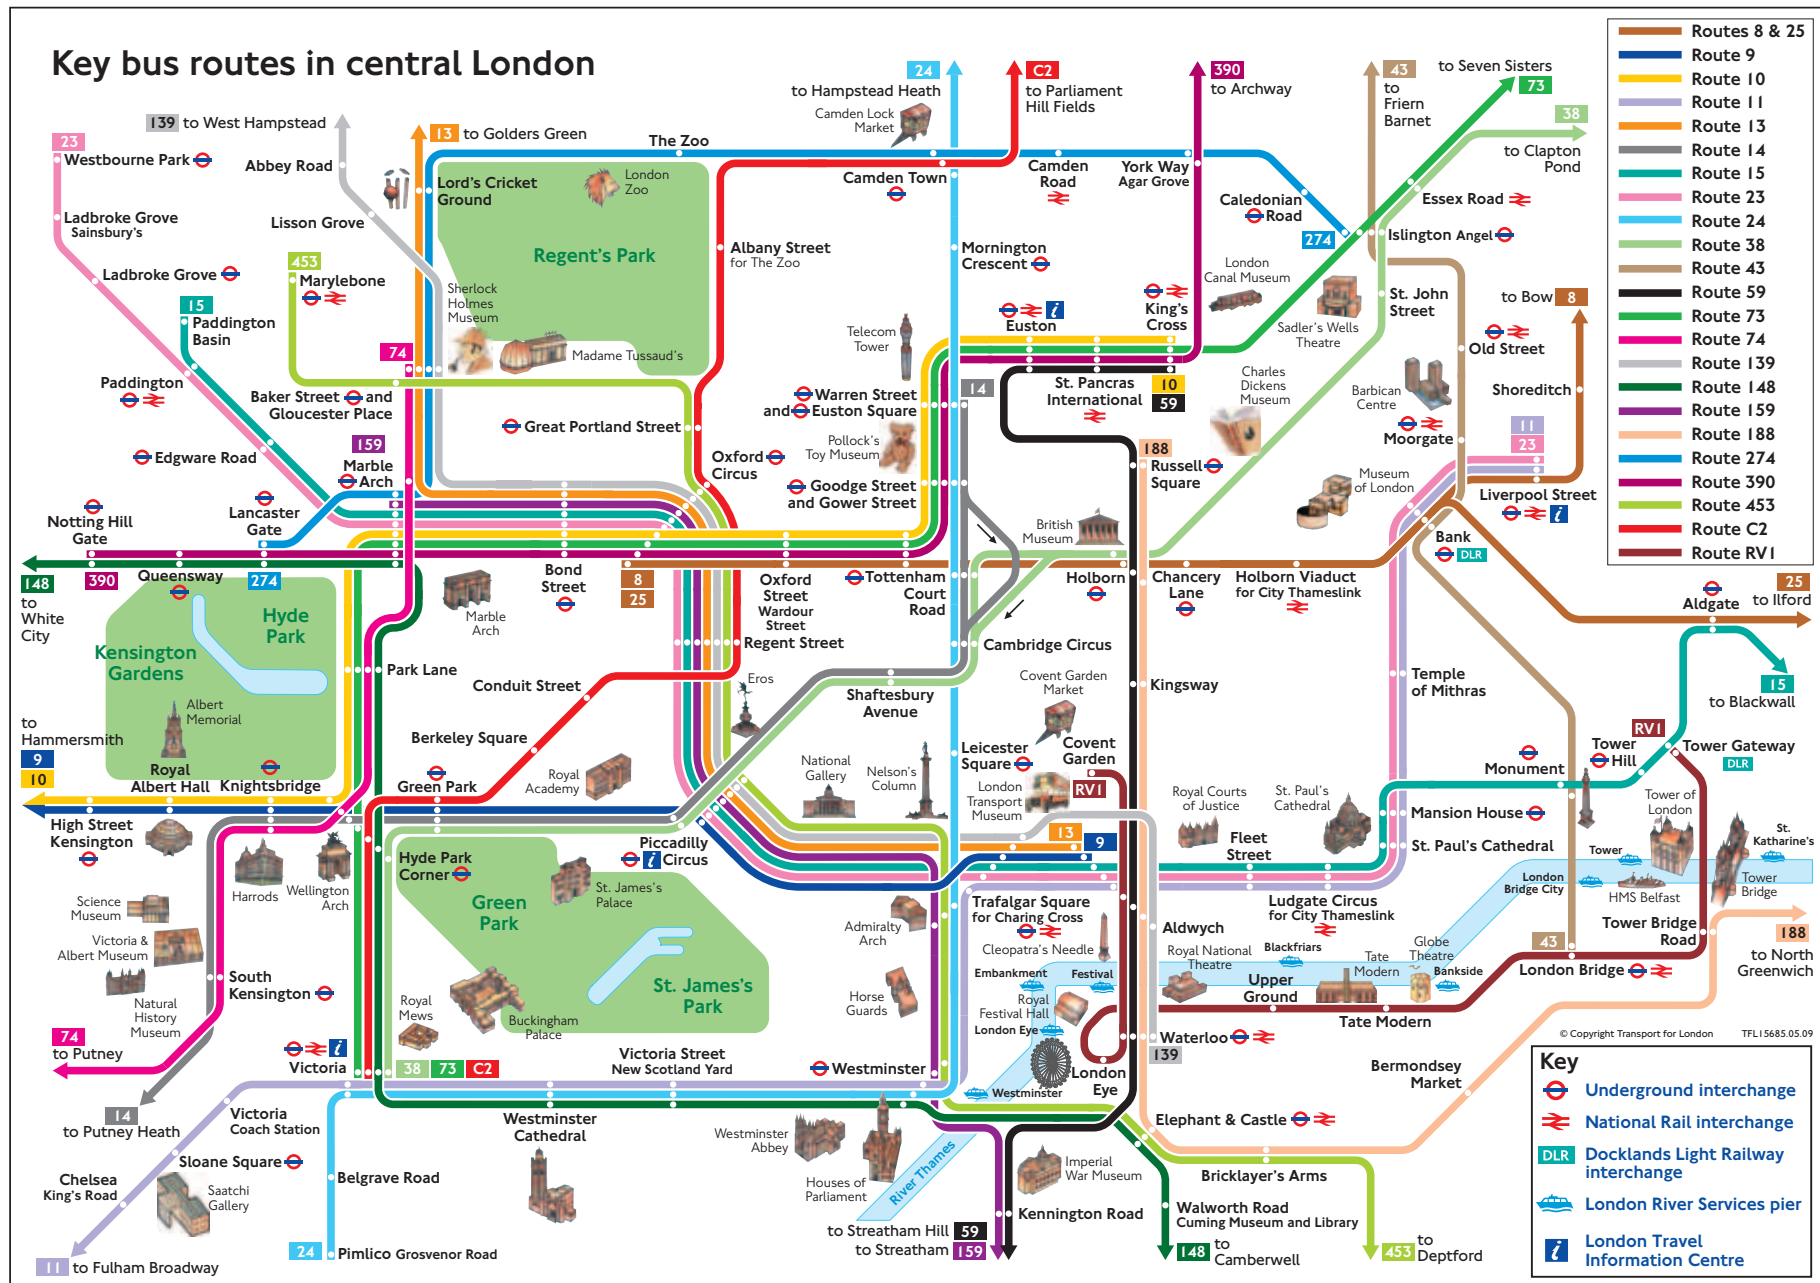 Key bus routes in central London
Routes 8 & 25
Route 9
Route 10
Route 11
Route 13
Route 14
Route 15
Route 23
Route 24
Route 38
Route 43
Route 59
Route 73
Route 74
Route 139
Route 148
Route 159
Route 188
Route 274
Route 390
Route 453
Route C2
Route RV1
24
to Hampstead Heath
Camden Lock
Market
C2
to Parliament
Hill Fields
390
to Archway
43
to
Friern
Barnet
to Seven Sisters
73
38
to Clapton
Pond
139 to West Hampstead
13 to Golders Green
23
Westbourne Park
Abbey Road
The Zoo
Lord's Cricket
Ground
London
Zoo
Camden Town
Camden
Road
York Way
Agar Grove
Caledonian
Road
274
Essex Road
Islington Angel
Ladbroke Grove
Sainsbury's
Lisson Grove
Regent's Park
Albany Street
for The Zoo
Mornington
Crescent
London
Canal Museum
St. John
Street
to Bow 8
Ladbroke Grove
453
Marylebone
15
Paddington
Basin
Sherlock
Holmes
Museum
Madame Tussaud's
Telecom
Tower
Euston
King's
Cross
Sadler's Wells
Theatre
Old Street
Shoreditch
74
Paddington
Baker Street and
Gloucester Place
Warren Street
and Euston Square
14
St. Pancras
International
10
59
Charles
Dickens
Museum
Barbican
Centre
Moorgate
11
23
Edgware Road
159
Marble
Arch
Great Portland Street
Oxford
Circus
Pollock's
Toy Museum
Goodge Street
and Gower Street
188
Russell
Square
Museum
of London
Liverpool Street
Notting Hill
Gate
Lancaster
Gate
British
Museum
Bank
DLR
148
to
White
City
390
Queensway
274
Hyde
Park
Kensington
Gardens
Marble
Arch
Bond
Street
8
25
Oxford
Street
Wardour
Street
Regent Street
Tottenham
Court
Road
Holborn
Chancery
Lane
Holborn Viaduct
for City Thameslink
Aldgate
25
to Ilford
Cambridge Circus
Park Lane
Conduit Street
Eros
Shaftesbury
Avenue
Covent Garden
Market
Kingsway
Temple
of Mithras
15
to Blackwall
to
Hammersmith
9
10
Albert
Memorial
Royal
Albert Hall
Knightsbridge
Berkeley Square
Green Park
Royal
Academy
National
Gallery
Nelson's
Column
Leicester
Square
Covent
Garden
London
Transport
Museum
RV1
Royal Courts
of Justice
St. Paul's
Cathedral
Monument
Tower
Hill
RV1
Tower Gateway
DLR
High Street
Kensington
Harrods
Wellington
Arch
Hyde Park
Corner
Piccadilly
Circus
St. James's
Palace
13
9
Fleet
Street
Mansion House
St. Paul's Cathedral
Tower of
London
St.
Katharine's
Tower
Tower
Bridge
London
Bridge City
HMS Belfast
Science
Museum
Victoria &
Albert Museum
Natural
History
Museum
South
Kensington
Green
Park
St. James's
Park
Admiralty
Arch
Trafalgar Square
for Charing Cross
Cleopatra's Needle
Aldwych
Ludgate Circus
for City Thameslink
Royal National
Theatre
Blackfriars
Tate
Modern
Globe
Theatre
Bankside
43
London Bridge
Tower Bridge
Road
188
to North
Greenwich
Embankment
Festival
Royal
Festival Hall
London Eye
Upper
Ground
Tate Modern
Royal
Mews
Buckingham
Palace
Horse
Guards
74
to Putney
Victoria
38
73
C2
Victoria Street
New Scotland Yard
Westminster
Westminster
London
Eye
Waterloo
139
Bermondsey
Market
14
to Putney Heath
Victoria
Coach Station
Westminster
Cathedral
Westminster
Abbey
Elephant & Castle
Chelsea
King's Road
Sloane Square
Saatchi
Gallery
Belgrave Road
Houses of
Parliament
River Thames
Imperial
War Museum
Bricklayer's Arms
Kennington Road
Walworth Road
Cuming Museum and Library
24
Pimlico Grosvenor Road
11 to Fulham Broadway
to Streatham Hill 59
to Streatham 159
148 to
Camberwell
453 to
Deptford
© Copyright Transport for London
TFL15685.05.09
Key
Underground interchange
National Rail interchange
DLR
Docklands Light Railway
interchange
London River Services pier
i
London Travel
Information Centre